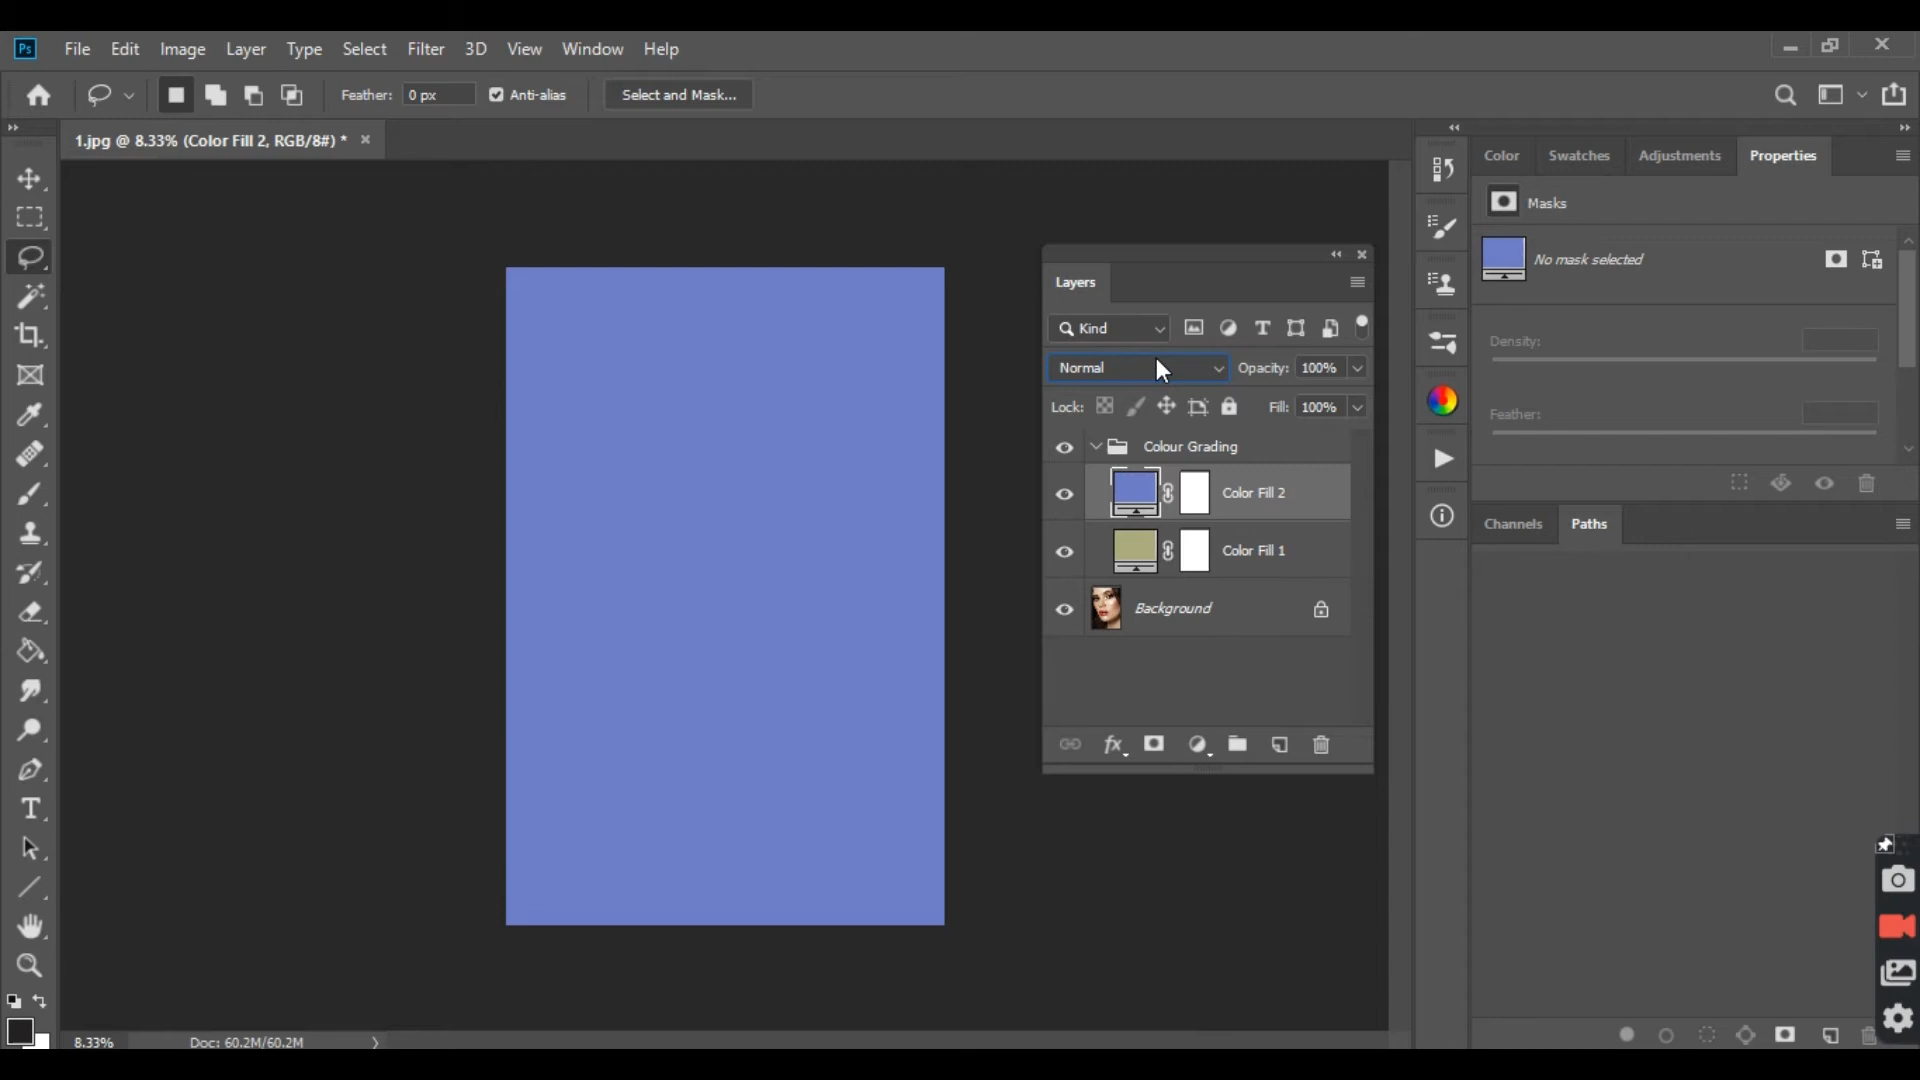 Ps File Edit Image Layer Type Select Filter 3D View Window Help
Feather: 0 px Anti-alias Select and Mask...
1.jpg @ 8.33% (Color Fill 2, RGB/8#) *
Color Swatches Adjustments Properties
Masks
No mask selected
Density:
Feather:
Layers
Kind
Normal Opacity: 100%
Lock: Fill: 100%
Colour Grading
Color Fill 2
Color Fill 1
Background
fx
Channels Paths
8.33% Doc: 60.2M/60.2M